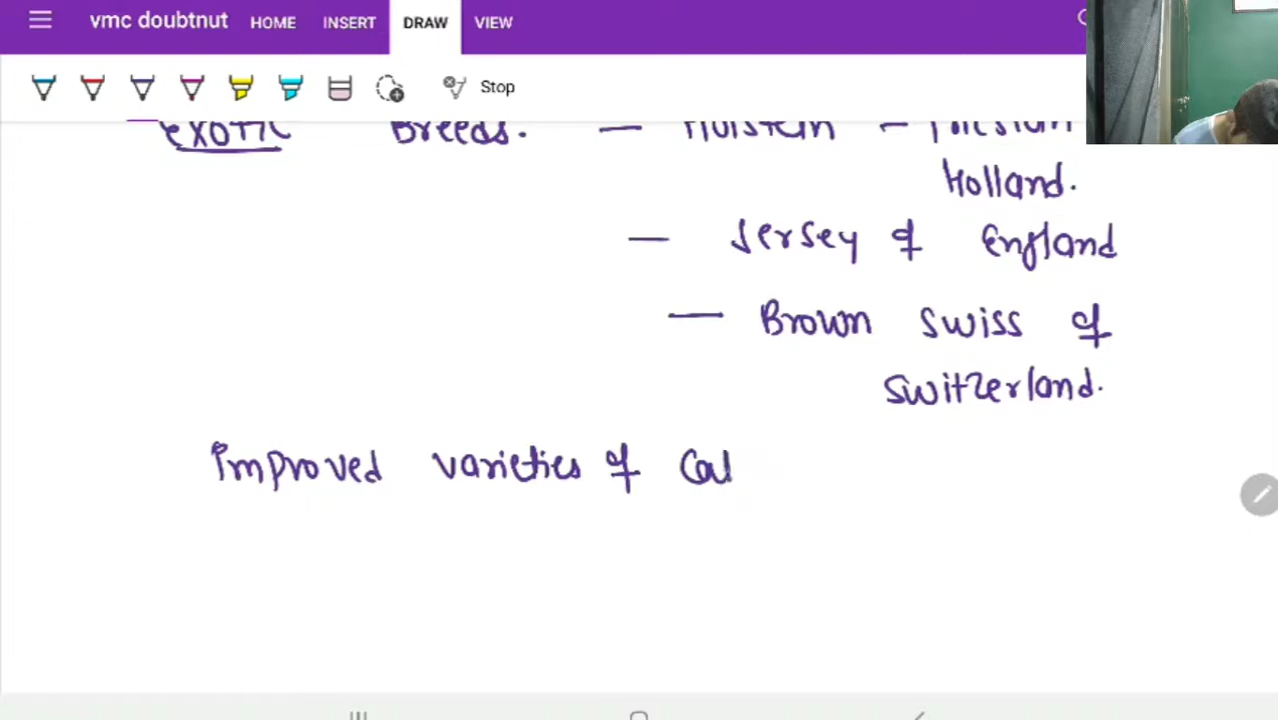 vmc doubtnut HOME INSERT DRAW VIEW
Stop
exotic Breeds. — Holstein - Friesian
Holland.
— Jersey of England
— Brown swiss of
switzerland.
Improved varieties of